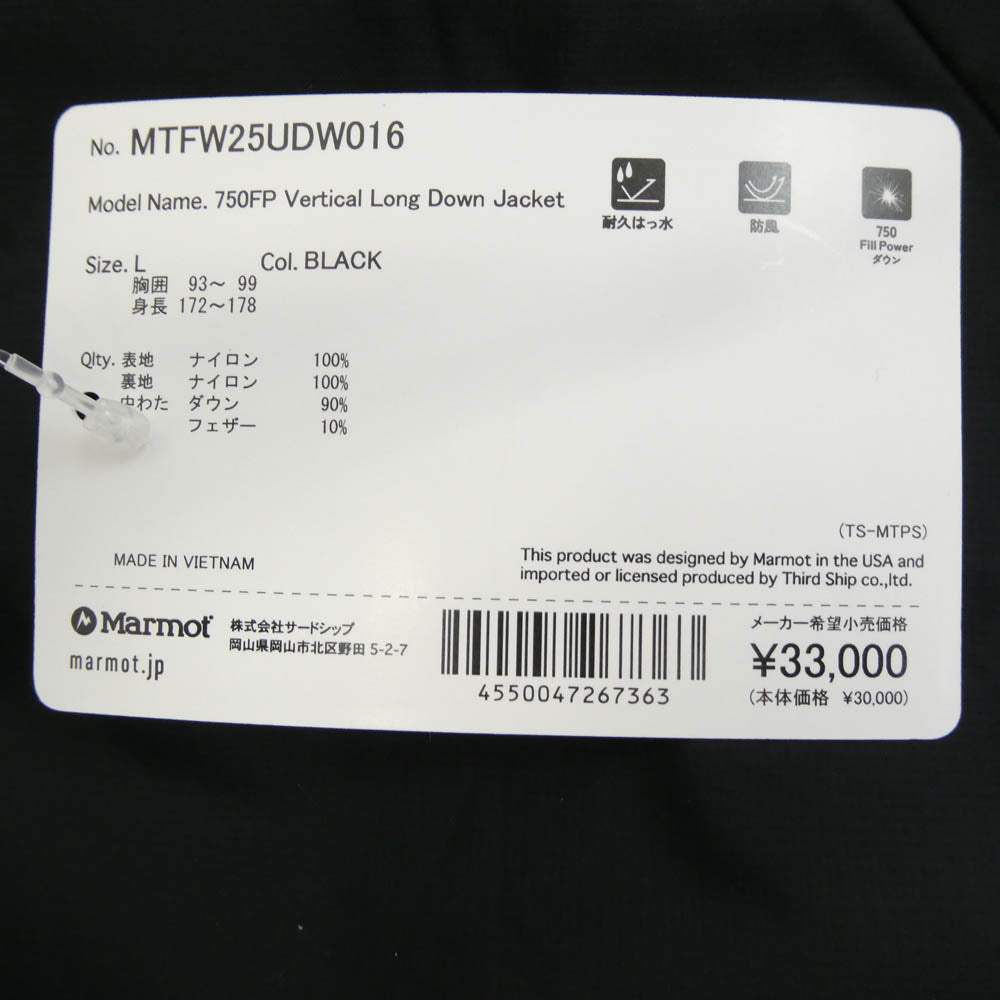 No. MTFW25UDW016
Model Name. 750FP Vertical Long Down Jacket
耐久はっ水
防風
750
Fill Power
ダウン
Size. L Col. BLACK
胸囲 93～ 99
身長 172～178
Qlty. 表地 ナイロン 100%
裏地 ナイロン 100%
中わた ダウン 90%
フェザー 10%
(TS-MTPS)
MADE IN VIETNAM
This product was designed by Marmot in the USA and
imported or licensed produced by Third Ship co.,ltd.
Marmot
marmot.jp
株式会社サードシップ
岡山県岡山市北区野田 5-2-7
4550047267363
メーカー希望小売価格
¥33,000
(本体価格 ¥30,000)